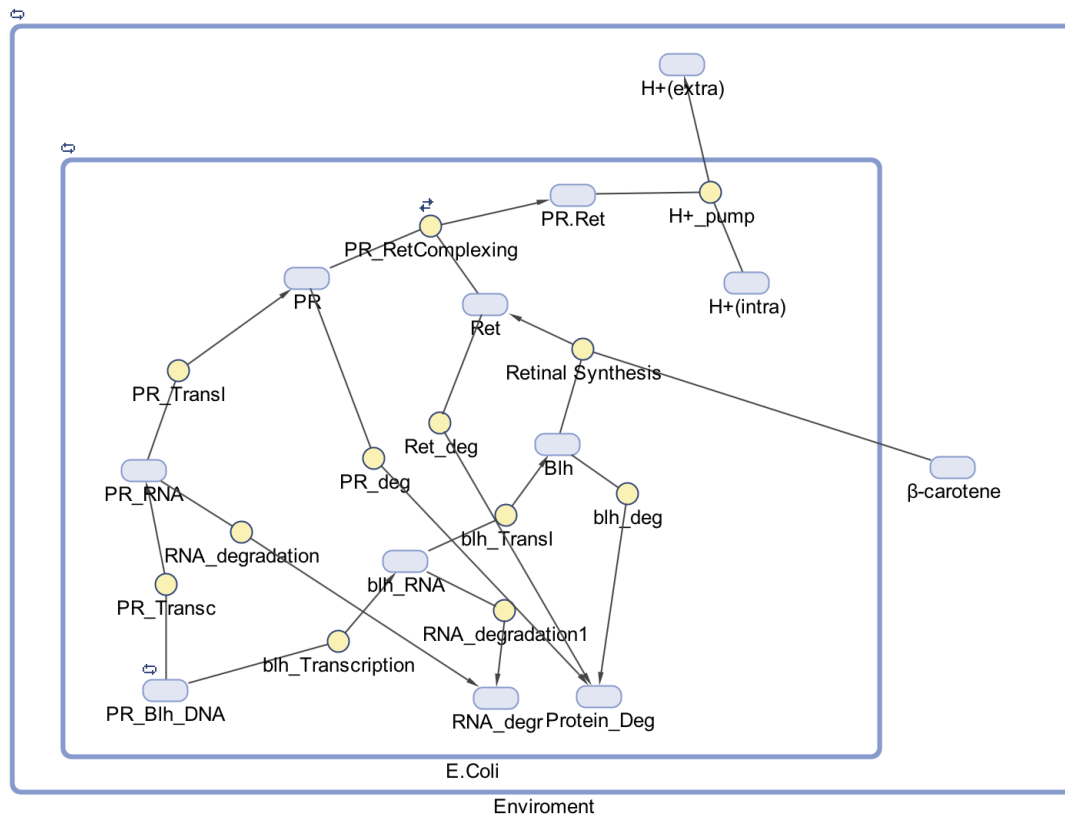 H+(extra)
PR.Ret
H+_pump
PR_RetComplexing
PR
H+(intra)
Ret
Retinal Synthesis
PR_Transl
Ret_deg
Blh
PR_deg
PR_RNA
β-carotene
blh_deg
blh_Transl
RNA_degradation
blh_RNA
PR_Transc
RNA_degradation1
blh_Transcription
PR_Blh_DNA
RNA_degr
Protein_Deg
E.Coli
Enviroment